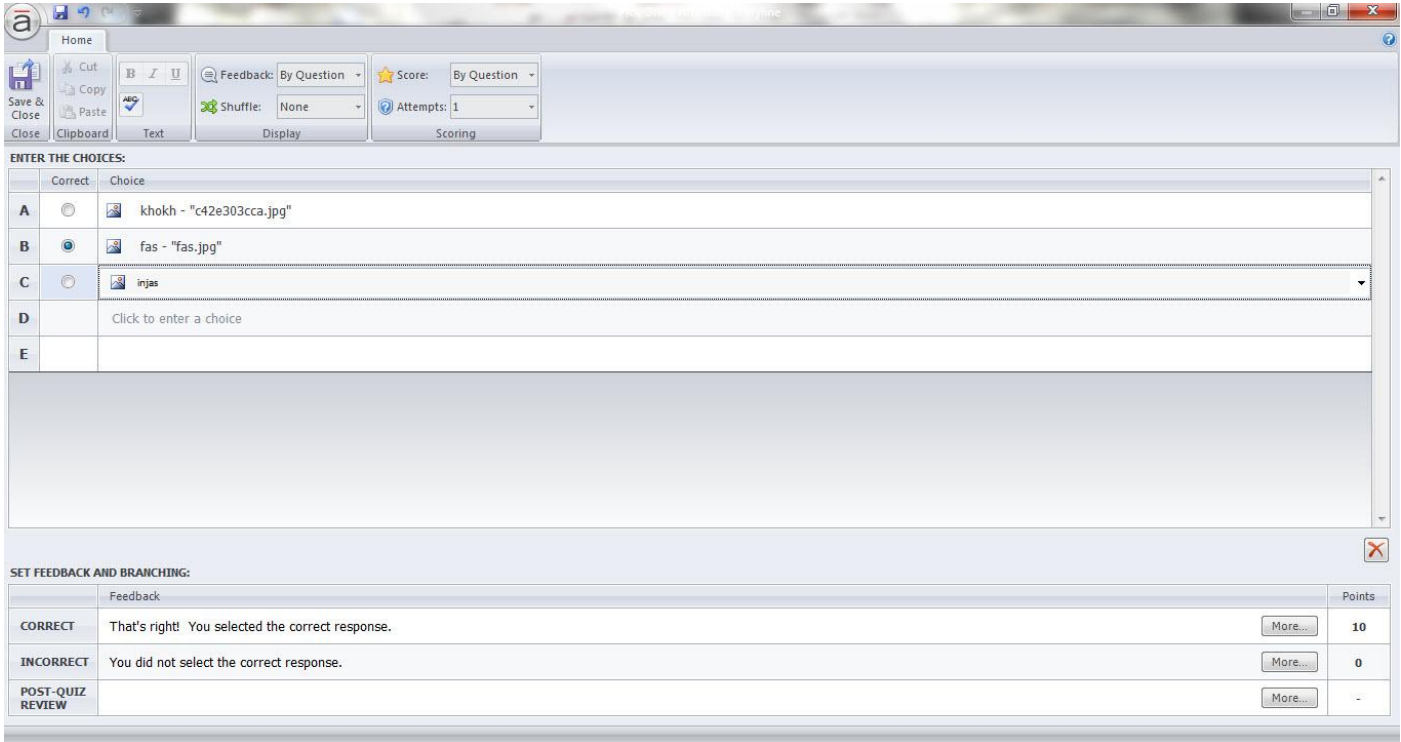 ā
Home
Save & Close
Cut
Copy
Paste
B I U
ABC
Feedback: By Question
Shuffle: None
Score: By Question
Attempts: 1
Close Clipboard Text Display Scoring
ENTER THE CHOICES:
Correct Choice
A khokh - "c42e303cca.jpg"
B fas - "fas.jpg"
C injas
D Click to enter a choice
E
SET FEEDBACK AND BRANCHING:
Feedback Points
CORRECT That's right! You selected the correct response. More... 10
INCORRECT You did not select the correct response. More... 0
POST-QUIZ REVIEW More... -